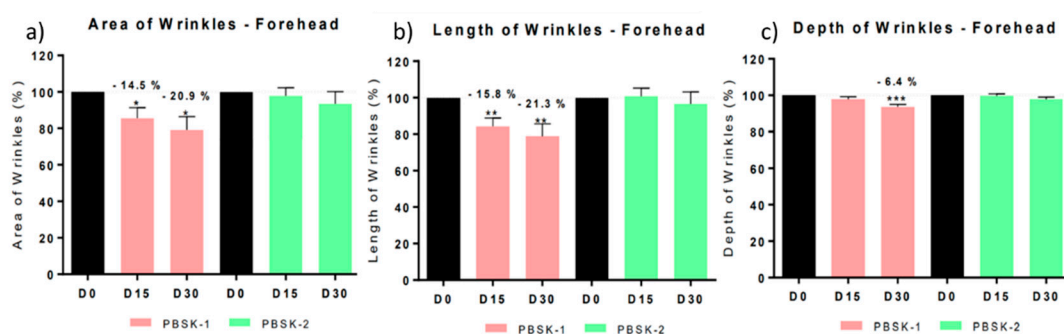 a)
Area of Wrinkles - Forehead
Area of Wrinkles (%)
120
100
80
60
40
20
0
- 14.5 %
*
- 20.9 %
*
D0 D15 D30 D0 D15 D30
PBSK-1 PBSK-2
b)
Length of Wrinkles - Forehead
Length of Wrinkles (%)
120
100
80
60
40
20
0
- 15.8 %
**
- 21.3 %
**
D0 D15 D30 D0 D15 D30
PBSK-1 PBSK-2
c)
Depth of Wrinkles - Forehead
Depth of Wrinkles (%)
120
100
80
60
40
20
0
- 6.4 %
***
D0 D15 D30 D0 D15 D30
PBSK-1 PBSK-2